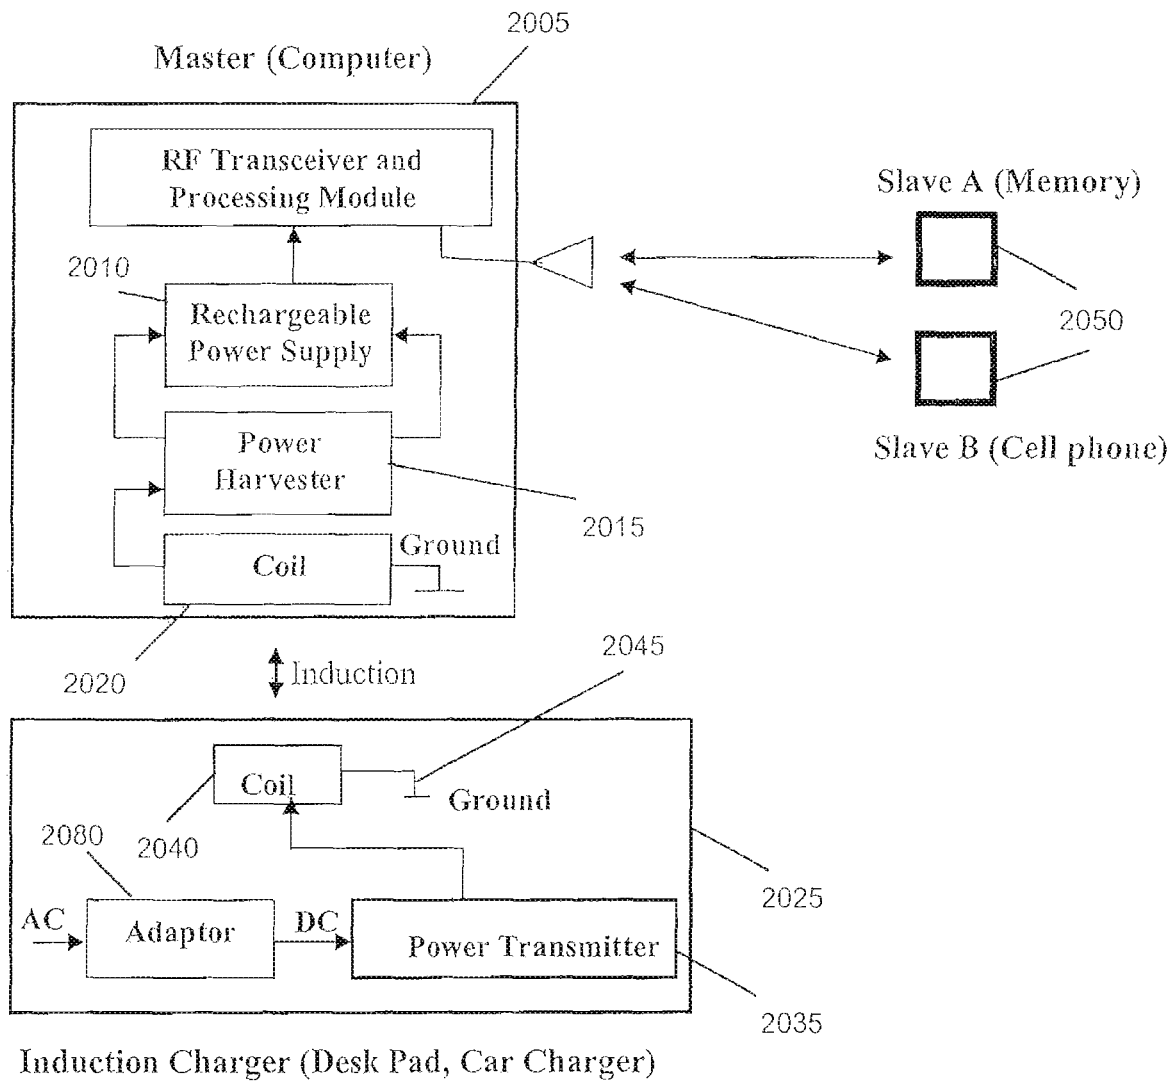 2005
Master (Computer)
RF Transceiver and
Processing Module
Slave A (Memory)
2010
Rechargeable
Power Supply
2050
Power
Harvester
Slave B (Cell phone)
2015
Ground
Coil
2020
Induction
2045
Coil
Ground
2040
2080
2025
AC
Adaptor
DC
Power Transmitter
2035
Induction Charger (Desk Pad, Car Charger)